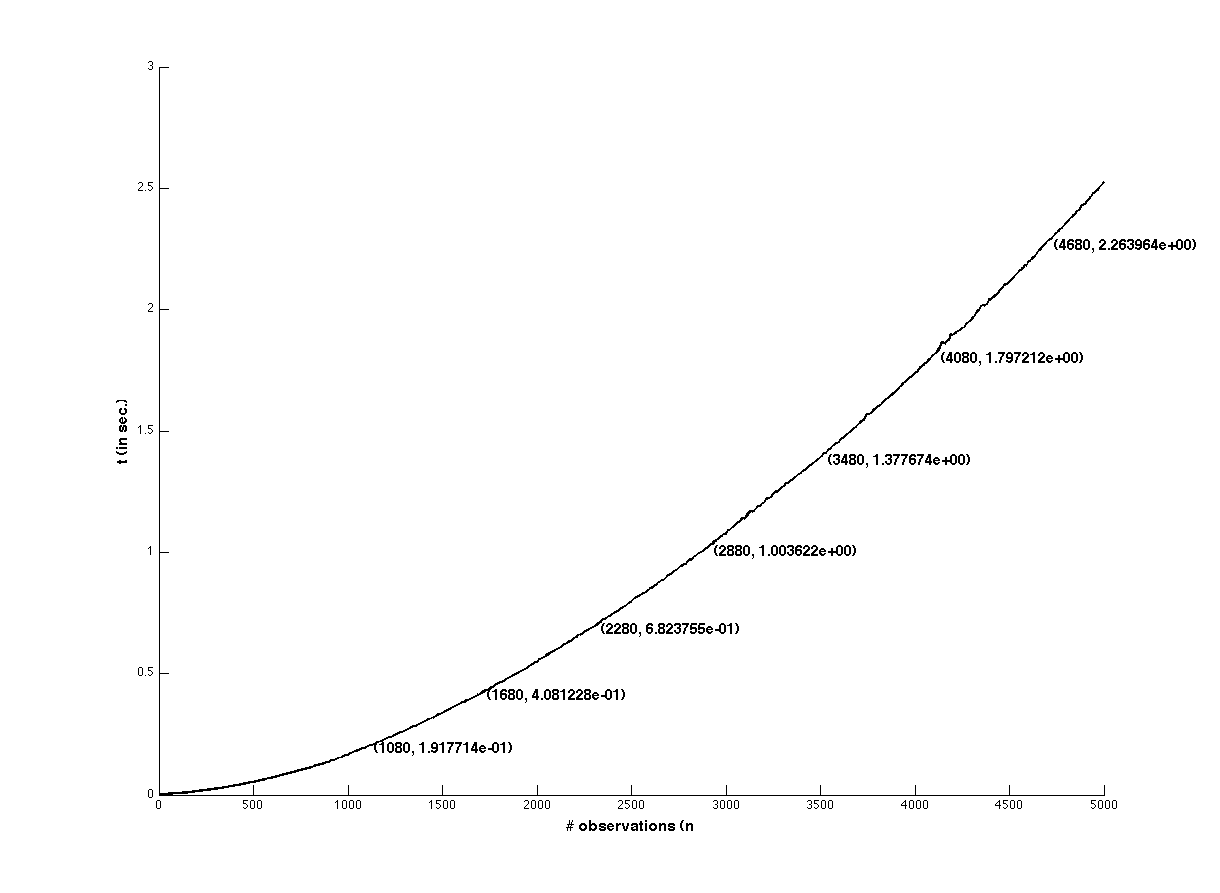 3
2.5
(4680, 2.263964e+00)
2
(4080, 1.797212e+00)
t (in sec.)
1.5
(3480, 1.377674e+00)
1
(2880, 1.003622e+00)
(2280, 6.823755e-01)
0.5
(1680, 4.081228e-01)
(1080, 1.917714e-01)
0
0 500 1000 1500 2000 2500 3000 3500 4000 4500 5000
# observations (n